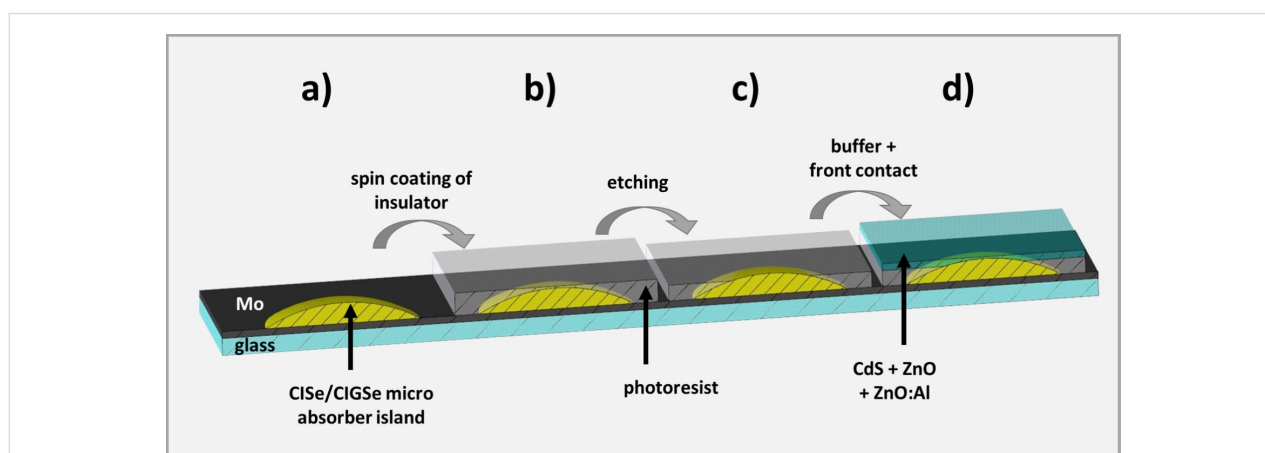 a)
b)
c)
d)
spin coating of
insulator
etching
buffer +
front contact
Mo
glass
CISe/CIGSe micro
absorber island
photoresist
CdS + ZnO
+ ZnO:Al